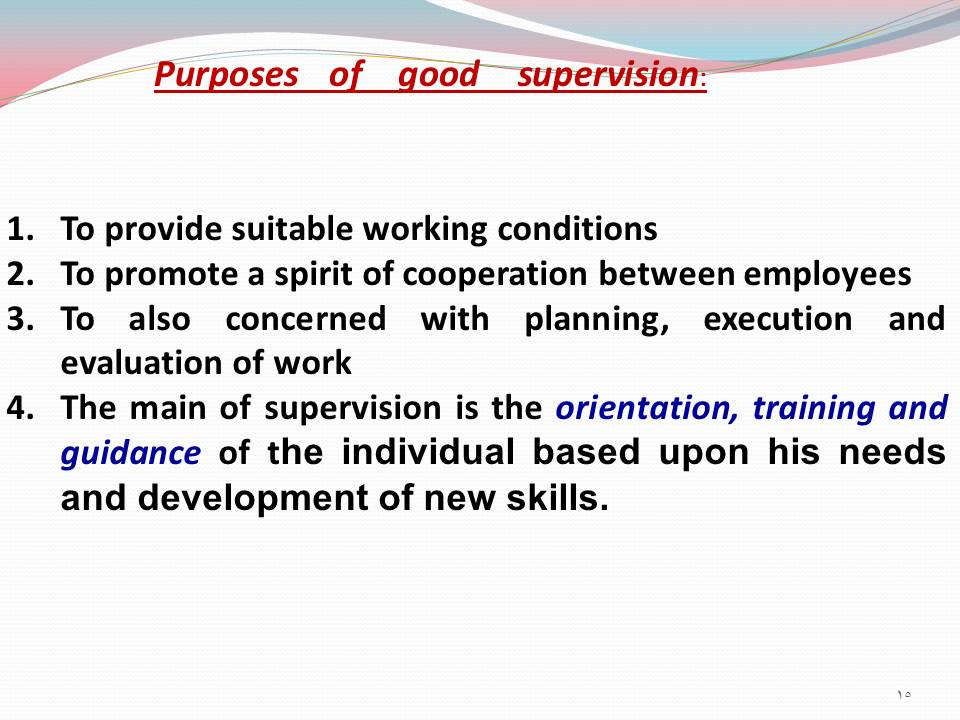 Purposes of good supervision:
1. To provide suitable working conditions
2. To promote a spirit of cooperation between employees
3. To also concerned with planning, execution and
evaluation of work
4. The main of supervision is the orientation, training and
guidance of the individual based upon his needs
and development of new skills.
١٥